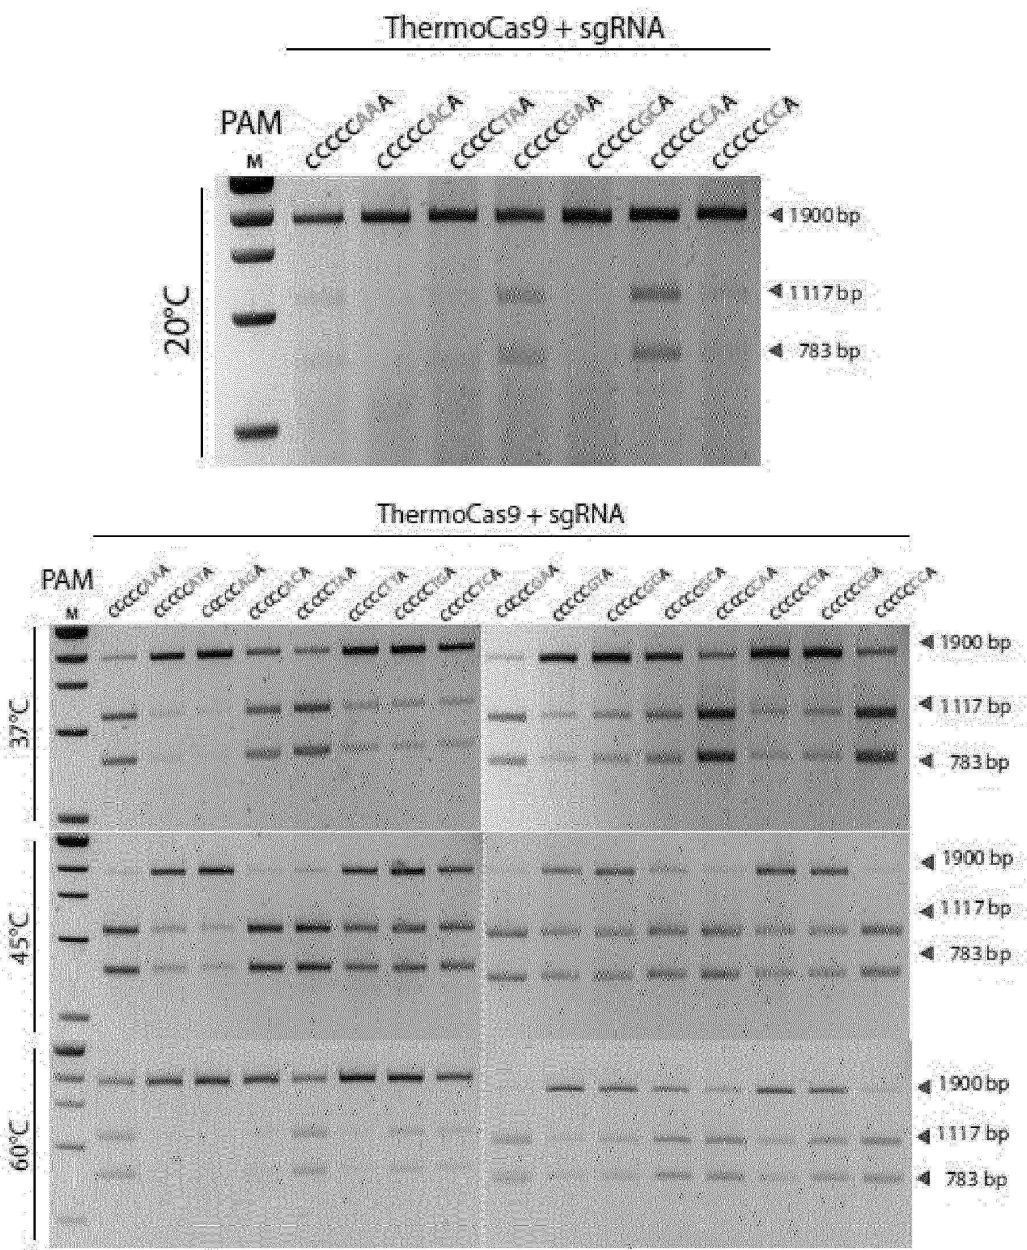 ThermoCas9 + sgRNA
PAM
M
CCCCCAAA
CCCCCACA
CCCCCTAA
CCCCCGAA
CCCCCGCA
CCCCCCAA
CCCCCCCA
20°C
1900 bp
1117 bp
783 bp
ThermoCas9 + sgRNA
PAM
M
CCCCCAAA
CCCCCATA
CCCCCAGA
CCCCCACA
CCCCCTAA
CCCCCTTA
CCCCCTGA
CCCCCTCA
CCCCCGAA
CCCCCGTA
CCCCCGGA
CCCCCGCA
CCCCCCAA
CCCCCCTA
CCCCCCGA
CCCCCCCA
37°C
1900 bp
1117 bp
783 bp
45°C
1900 bp
1117 bp
783 bp
60°C
1900 bp
1117 bp
783 bp